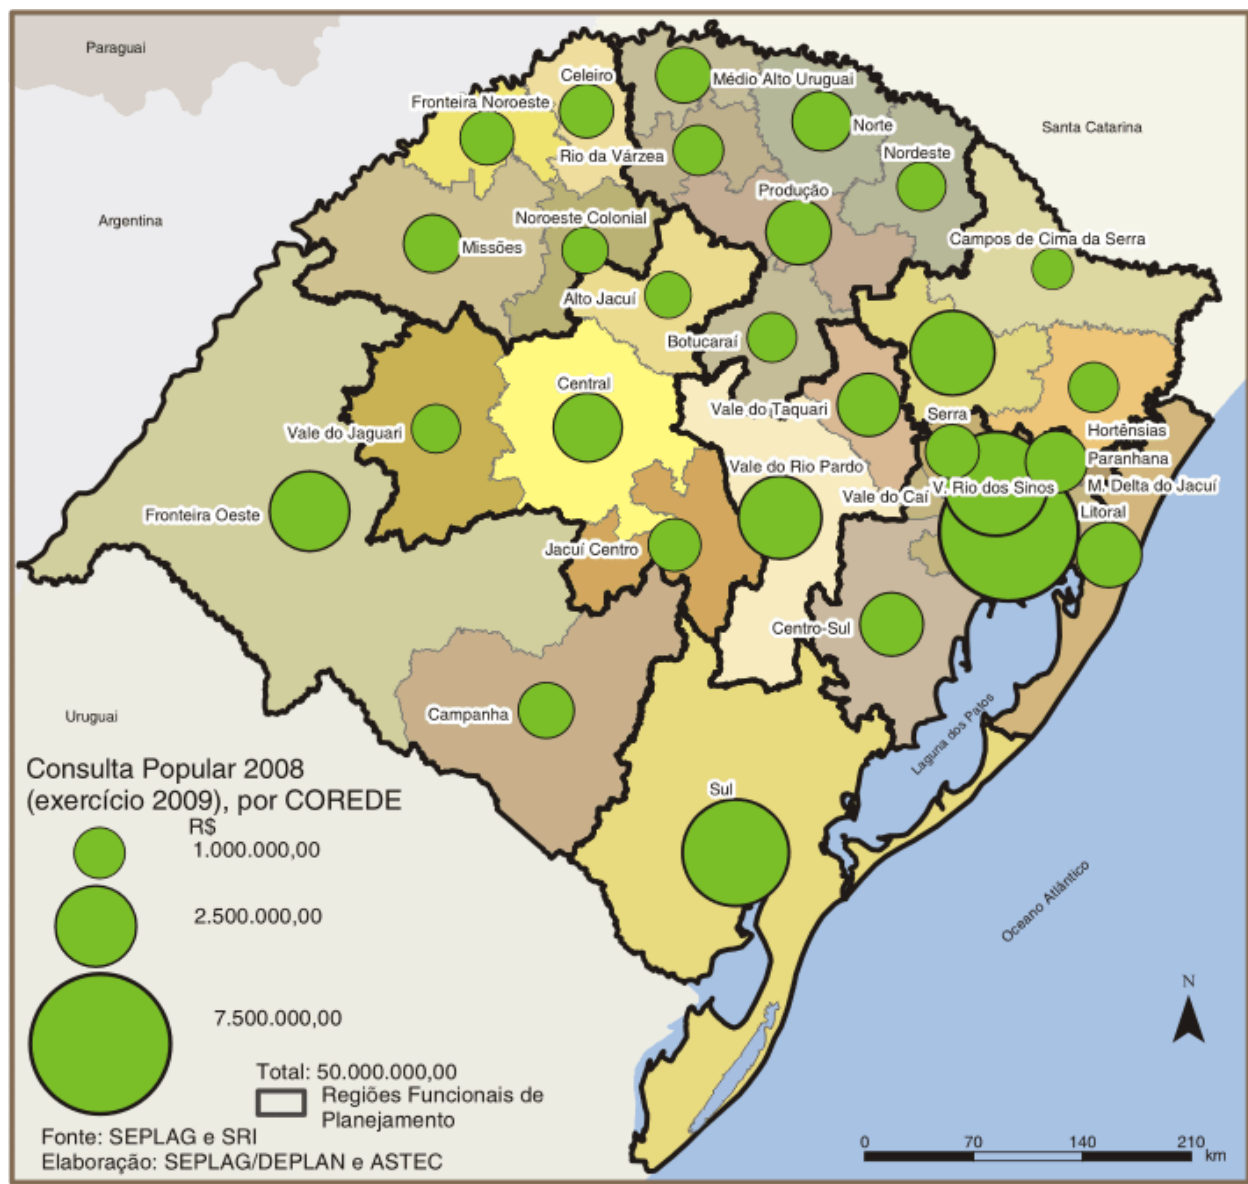 Paraguai
Celeiro
Médio Alto Uruguai
Fronteira Noroeste
Norte
Santa Catarina
Rio da Várzea
Nordeste
Produção
Argentina
Noroeste Colonial
Missões
Campos de Cima da Serra
Alto Jacuí
Botucaraí
Central
Vale do Taquari
Serra
Vale do Jaguari
Hortênsias
Paranhana
Vale do Rio Pardo
V. Rio dos Sinos
M. Delta do Jacuí
Vale do Caí
Fronteira Oeste
Litoral
Jacuí Centro
Centro-Sul
Campanha
Uruguai
Laguna dos Patos
Sul
Oceano Atlântico
Consulta Popular 2008
(exercício 2009), por COREDE
R$
1.000.000,00
2.500.000,00
7.500.000,00
Total: 50.000.000,00
Regiões Funcionais de
Planejamento
Fonte: SEPLAG e SRI
Elaboração: SEPLAG/DEPLAN e ASTEC
N
0 70 140 210
km